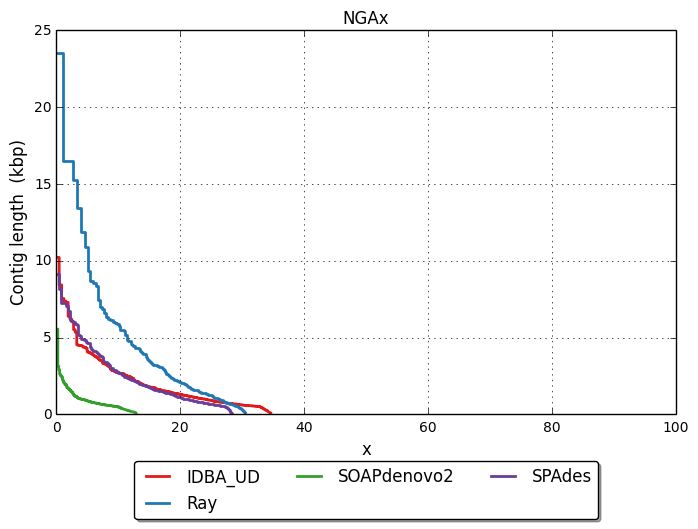 NGAx
25
20
15
10
5
0
Contig length (kbp)
0 20 40 60 80 100
x
IDBA_UD SOAPdenovo2 SPAdes
Ray